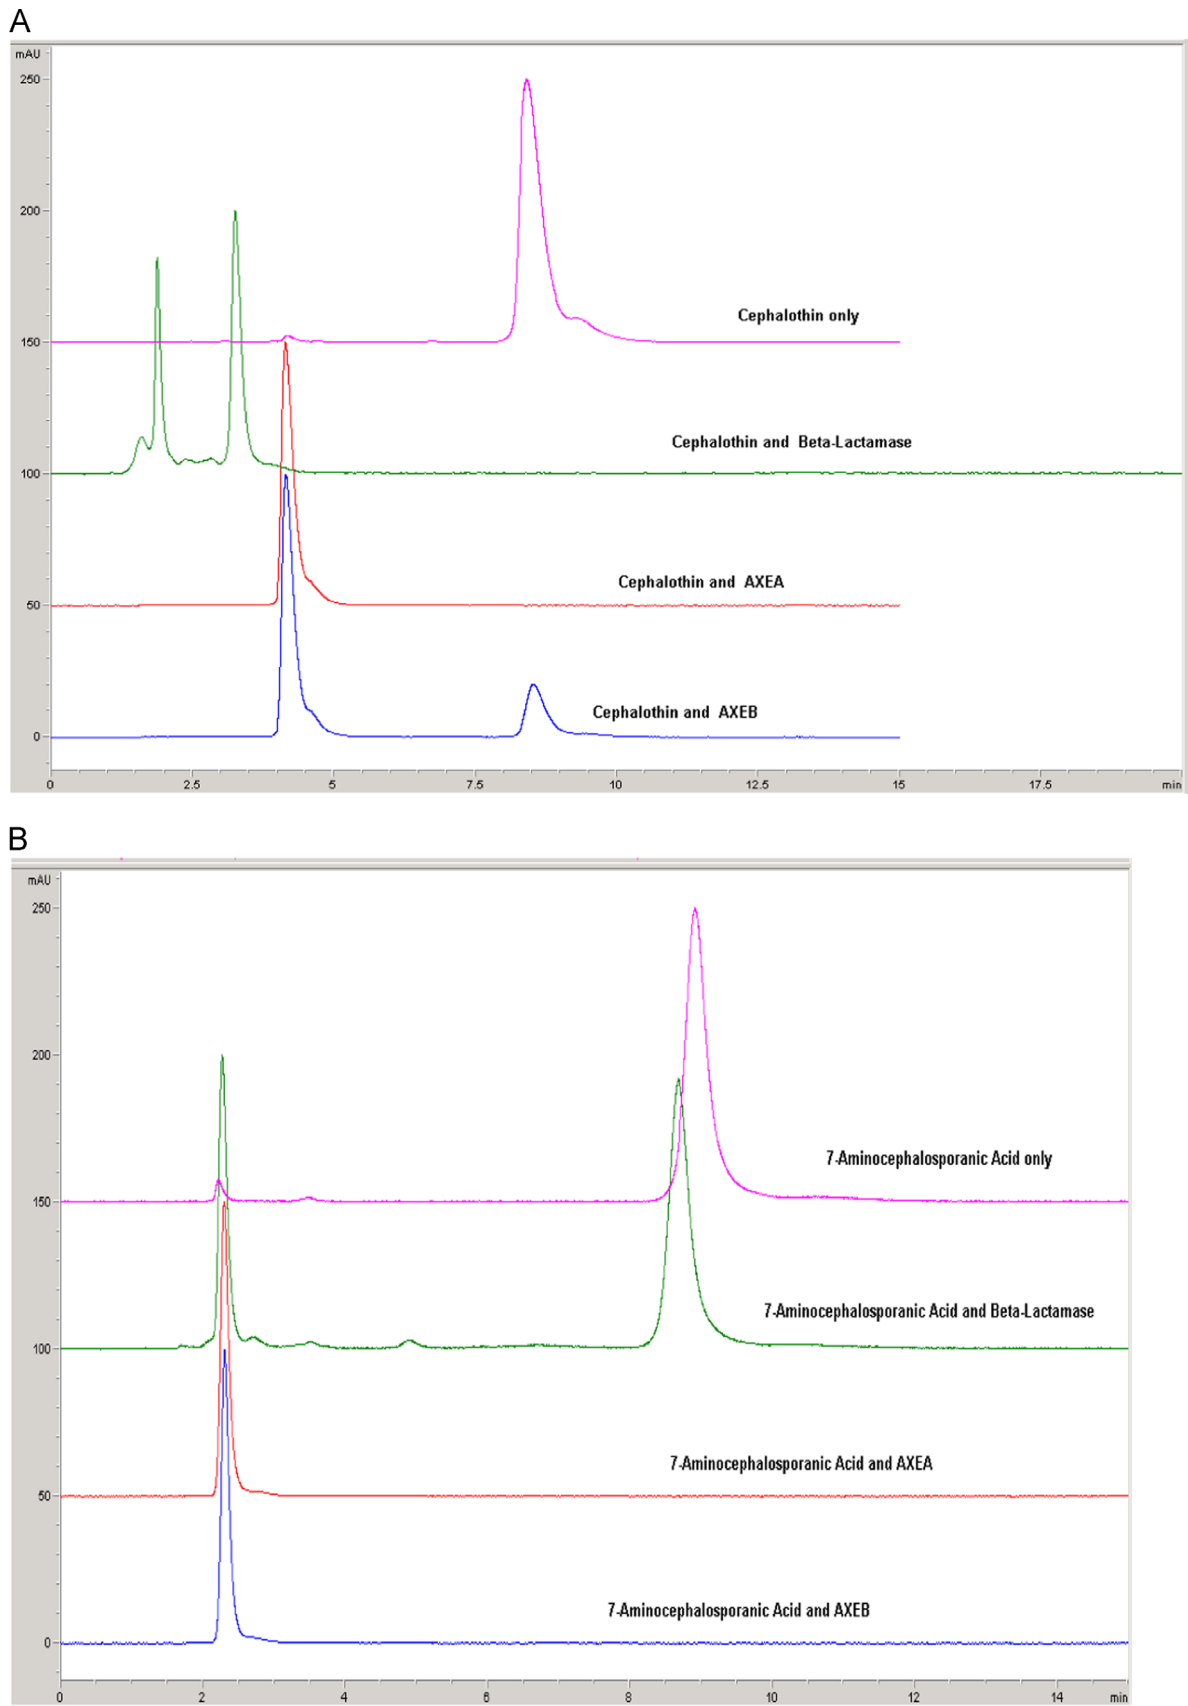 A
mAU
250
200
Cephalothin only
150
Cephalothin and Beta-Lactamase
100
Cephalothin and AXEA
50
Cephalothin and AXEB
0
0 2.5 5 7.5 10 12.5 15 17.5 min
B
mAU
250
200
7-Aminocephalosporanic Acid only
150
7-Aminocephalosporanic Acid and Beta-Lactamase
100
7-Aminocephalosporanic Acid and AXEA
50
7-Aminocephalosporanic Acid and AXEB
0
0 2 4 6 8 10 12 14 min